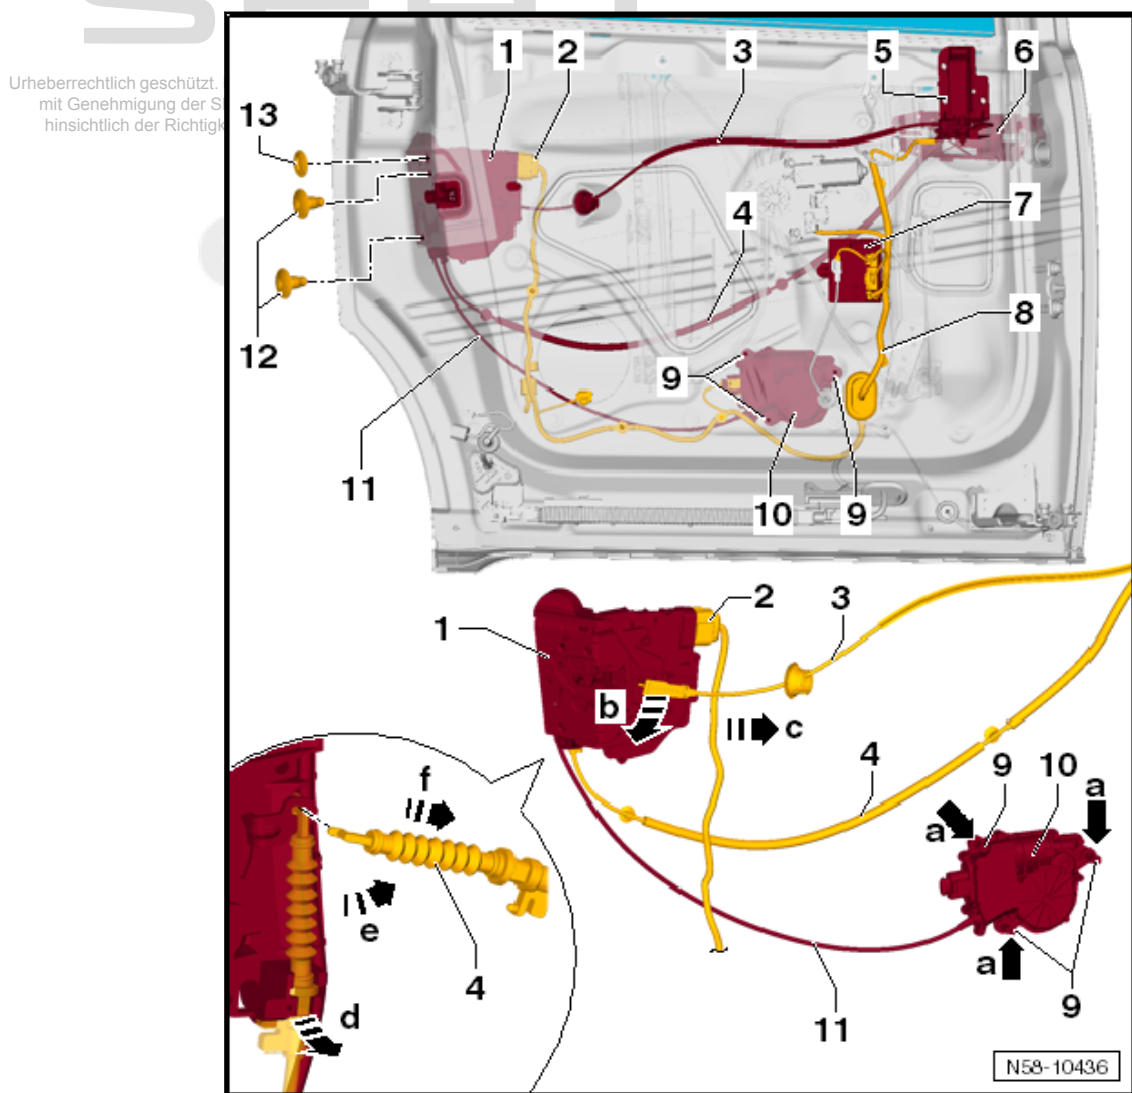 Urheberrechtlich geschützt.
mit Genehmigung der S
hinsichtlich der Richtigk
1
2
3
5
6
13
4
7
8
12
9
11
10
9
2
3
1
b
c
4
9
10
a
a
f
e
4
a
9
d
11
N58-10436